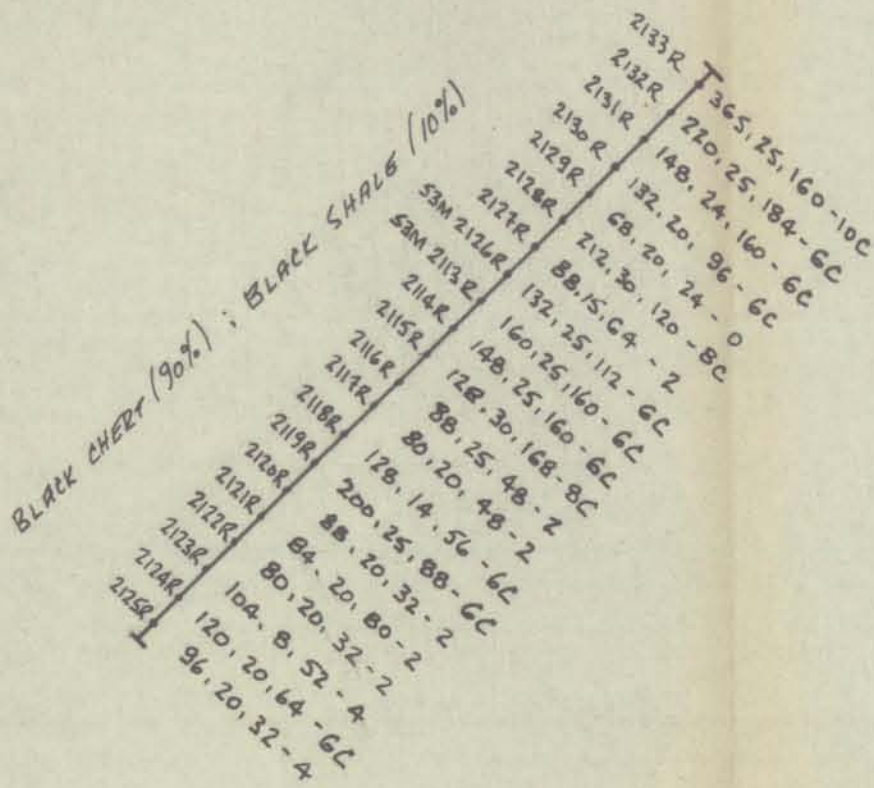 BLACK CHERT (90%) ; BLACK SHALE (10%)
2133R
2132R
2131R
2130R
2129R
2128R
2127R
53M 2126R
53M 2113R
2114R
2115R
2116R
2117R
2118R
2119R
2120R
2121R
2122R
2123R
2124R
2125R
365, 25, 160 - 10C
220, 25, 184 - 6C
148, 24, 160 - 6C
132, 20, 96 - 6C
68, 20, 24 - 0
212, 30, 120 - 8C
88, 15, 64 - 2
132, 25, 112 - 6C
160, 25, 160 - 6C
148, 25, 160 - 6C
128, 30, 168 - 8C
88, 25, 48 - 2
80, 20, 48 - 2
128, 14, 56 - 6C
200, 25, 88 - 6C
88, 20, 32 - 2
84, 20, 80 - 2
80, 20, 32 - 2
104, 8, 52 - 4
120, 20, 64 - 6C
96, 20, 32 - 4